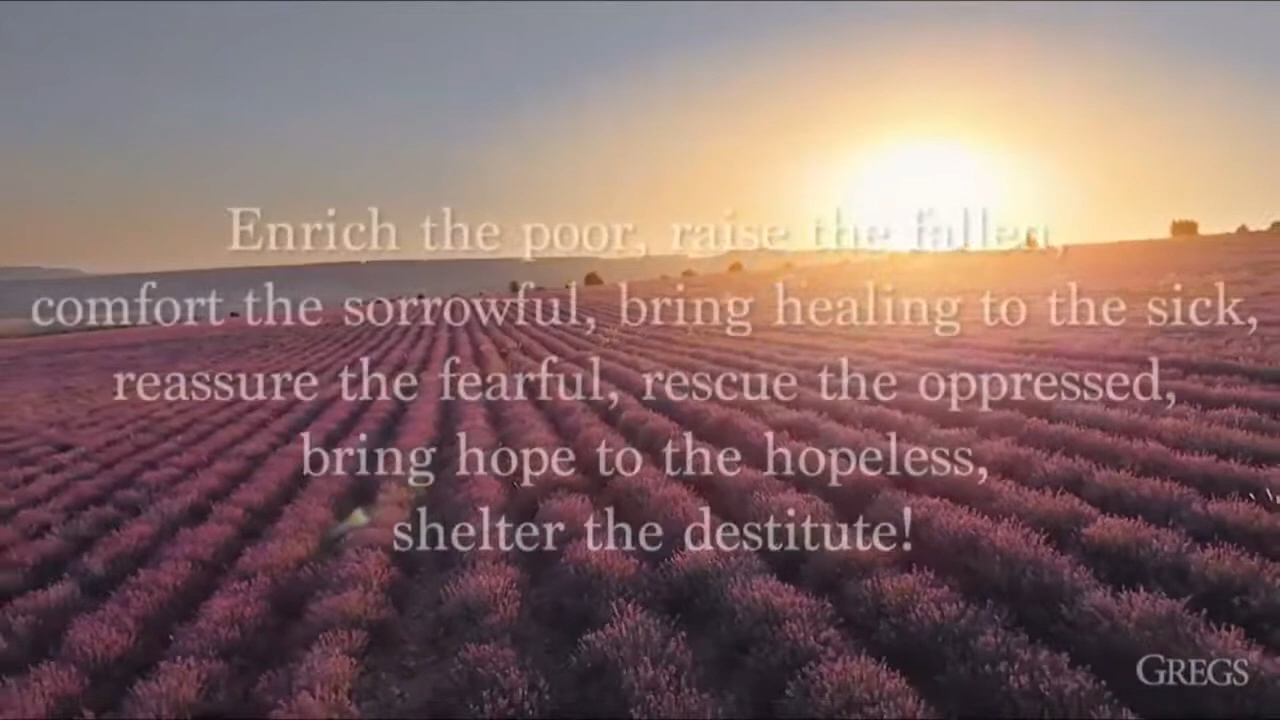 Enrich the poor, raise the fallen,
comfort the sorrowful, bring healing to the sick,
reassure the fearful, rescue the oppressed,
bring hope to the hopeless,
shelter the destitute!
GREGS